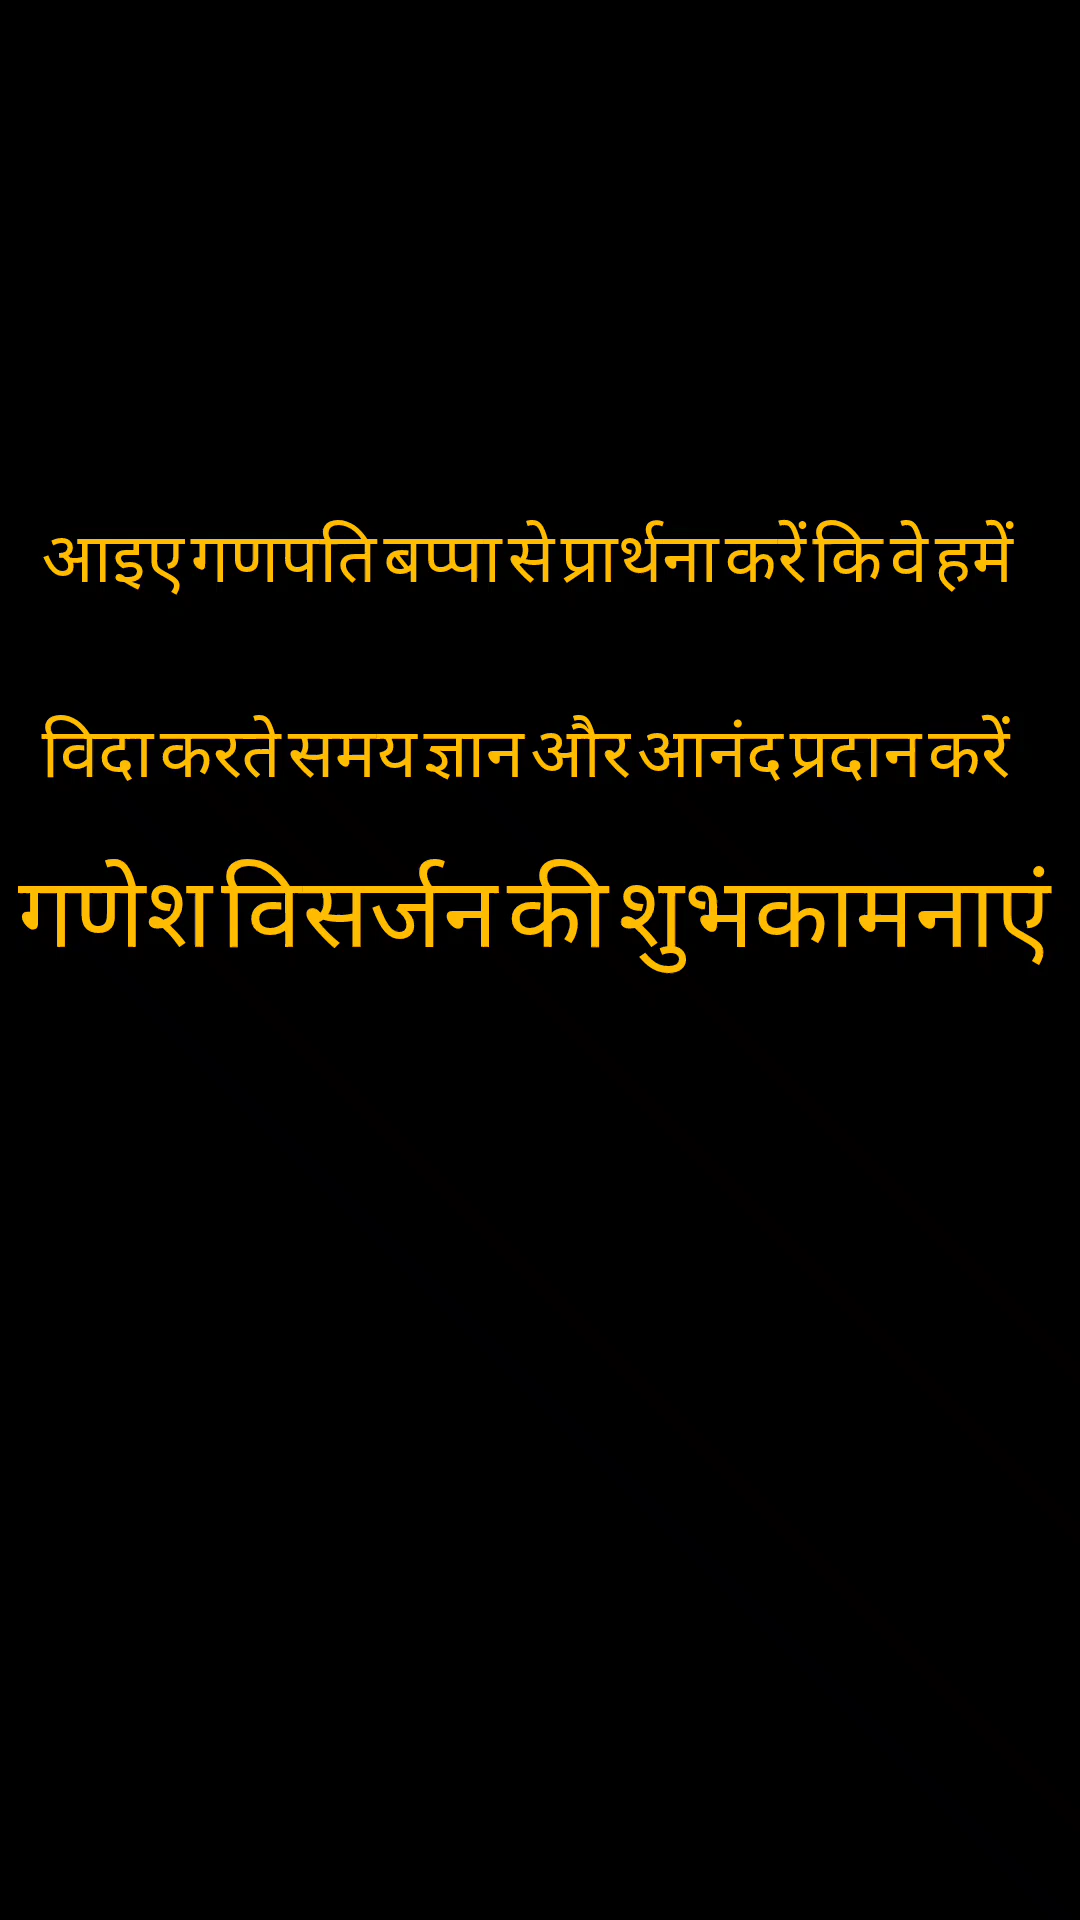 आइए गणपति बप्पा से प्रार्थना करें कि वे हमें
विदा करते समय ज्ञान और आनंद प्रदान करें
गणेश विसर्जन की शुभकामनाएं